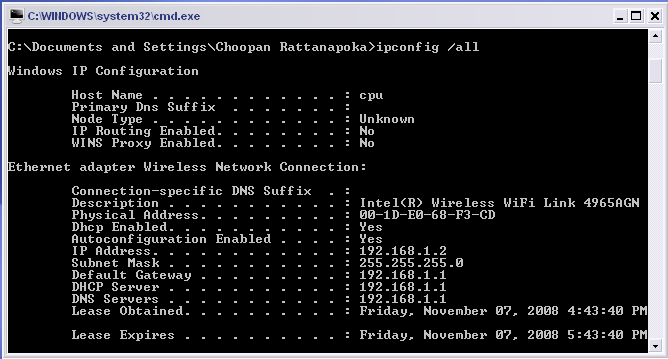 C:\WINDOWS\system32\cmd.exe
C:\Documents and Settings\Choopan Rattanapoka>ipconfig /all
Windows IP Configuration
Host Name . . . . . . . . . . . . : cpu
Primary Dns Suffix . . . . . . . :
Node Type . . . . . . . . . . . . : Unknown
IP Routing Enabled. . . . . . . . : No
WINS Proxy Enabled. . . . . . . . : No
Ethernet adapter Wireless Network Connection:
Connection-specific DNS Suffix . :
Description . . . . . . . . . . . : Intel(R) Wireless WiFi Link 4965AGN
Physical Address. . . . . . . . . : 00-1D-E0-68-F3-CD
Dhcp Enabled. . . . . . . . . . . : Yes
Autoconfiguration Enabled . . . . : Yes
IP Address. . . . . . . . . . . . : 192.168.1.2
Subnet Mask . . . . . . . . . . . : 255.255.255.0
Default Gateway . . . . . . . . . : 192.168.1.1
DHCP Server . . . . . . . . . . . : 192.168.1.1
DNS Servers . . . . . . . . . . . : 192.168.1.1
Lease Obtained. . . . . . . . . . : Friday, November 07, 2008 4:43:40 PM
Lease Expires . . . . . . . . . . : Friday, November 07, 2008 5:43:40 PM